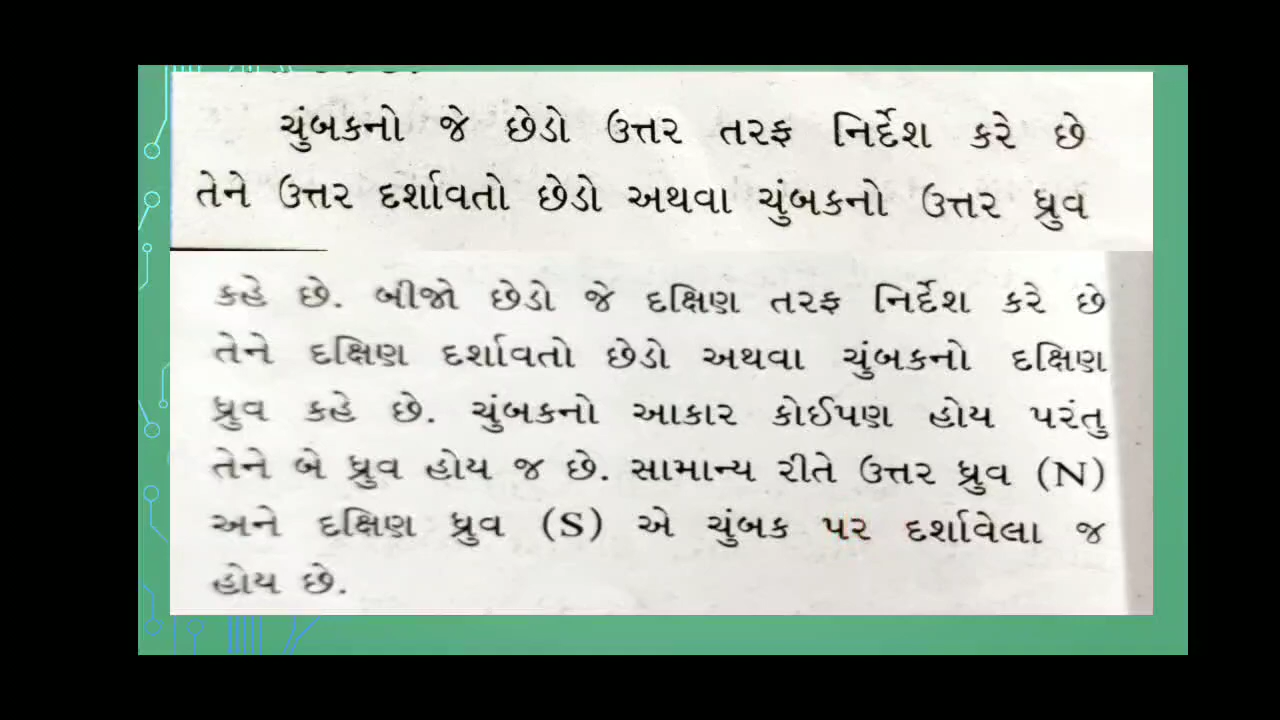 ચુંબકનો જે છેડો ઉત્તર તરફ નિર્દેશ કરે છે
તેને ઉત્તર દર્શાવતો છેડો અથવા ચુંબકનો ઉત્તર ધ્રુવ
કહે છે. બીજો છેડો જે દક્ષિણ તરફ નિર્દેશ કરે છે
તેને દક્ષિણ દર્શાવતો છેડો અથવા ચુંબકનો દક્ષિણ
ધ્રુવ કહે છે. ચુંબકનો આકાર કોઈપણ હોય પરંતુ
તેને બે ધ્રુવ હોય જ છે. સામાન્ય રીતે ઉત્તર ધ્રુવ (N)
અને દક્ષિણ ધ્રુવ (S) એ ચુંબક પર દર્શાવેલા જ
હોય છે.